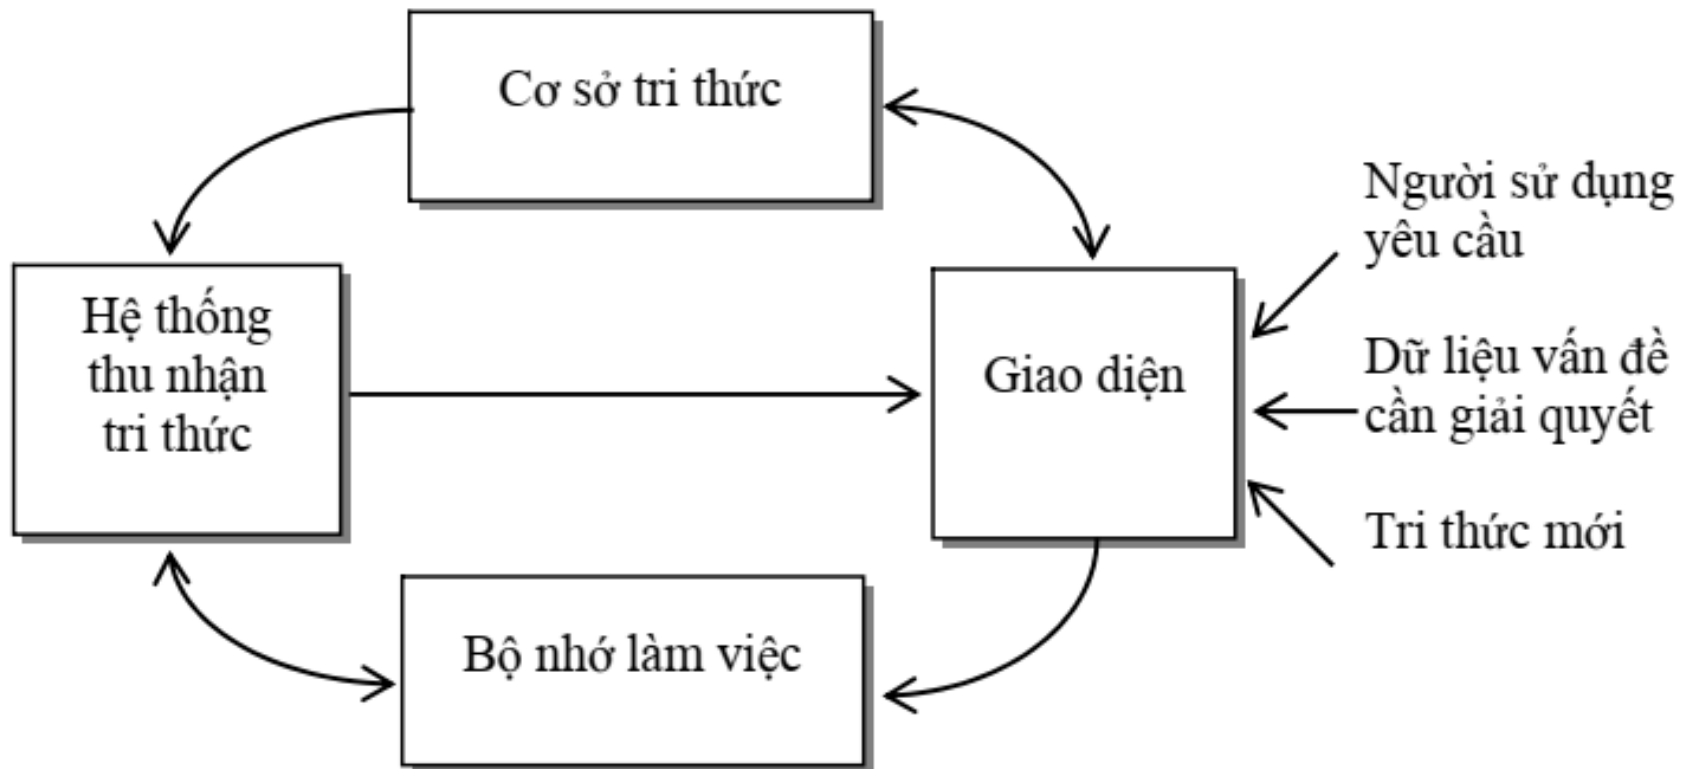 Cơ sở tri thức
Người sử dụng
yêu cầu
Hệ thống
thu nhận
tri thức
Giao diện
Dữ liệu vấn đề
cần giải quyết
Tri thức mới
Bộ nhớ làm việc